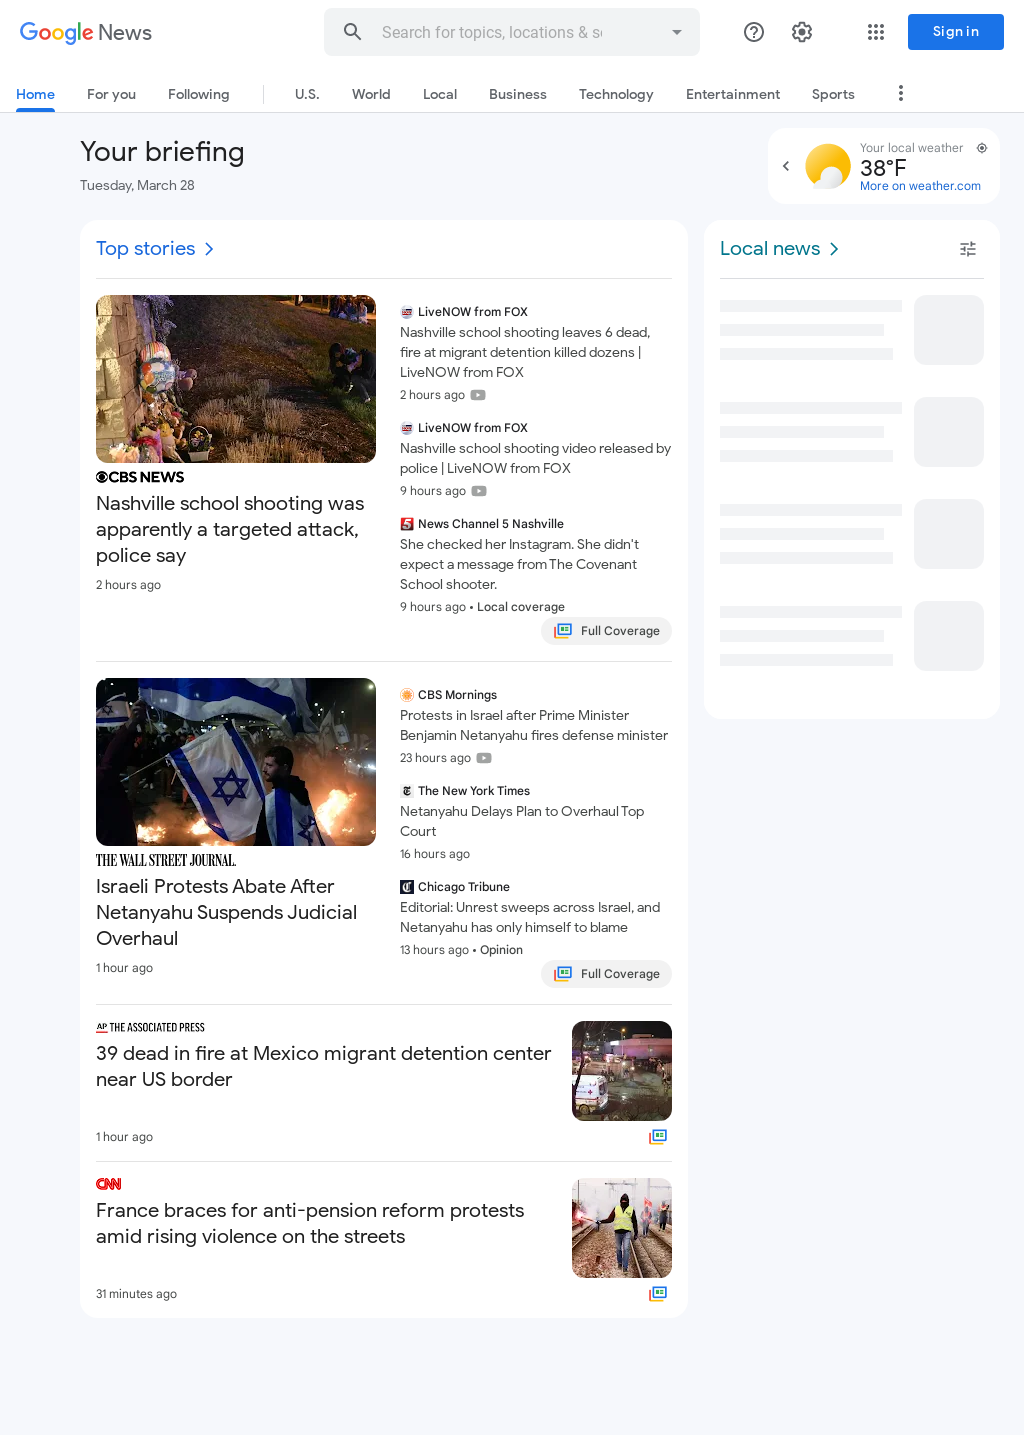 Google News
Search for topics, locations & so
Sign in
Home
For you
Following
U.S.
World
Local
Business
Technology
Entertainment
Sports
Your briefing
Tuesday, March 28
Your local weather
38°F
More on weather.com
Top stories
CBS NEWS
Nashville school shooting was
apparently a targeted attack,
police say
2 hours ago
LiveNOW from FOX
Nashville school shooting leaves 6 dead,
fire at migrant detention killed dozens |
LiveNOW from FOX
2 hours ago
LiveNOW from FOX
Nashville school shooting video released by
police | LiveNOW from FOX
9 hours ago
News Channel 5 Nashville
She checked her Instagram. She didn't
expect a message from The Covenant
School shooter.
9 hours ago • Local coverage
Full Coverage
THE WALL STREET JOURNAL.
Israeli Protests Abate After
Netanyahu Suspends Judicial
Overhaul
1 hour ago
CBS Mornings
Protests in Israel after Prime Minister
Benjamin Netanyahu fires defense minister
23 hours ago
The New York Times
Netanyahu Delays Plan to Overhaul Top
Court
16 hours ago
Chicago Tribune
Editorial: Unrest sweeps across Israel, and
Netanyahu has only himself to blame
13 hours ago • Opinion
Full Coverage
AP THE ASSOCIATED PRESS
39 dead in fire at Mexico migrant detention center
near US border
1 hour ago
CNN
France braces for anti-pension reform protests
amid rising violence on the streets
31 minutes ago
Local news